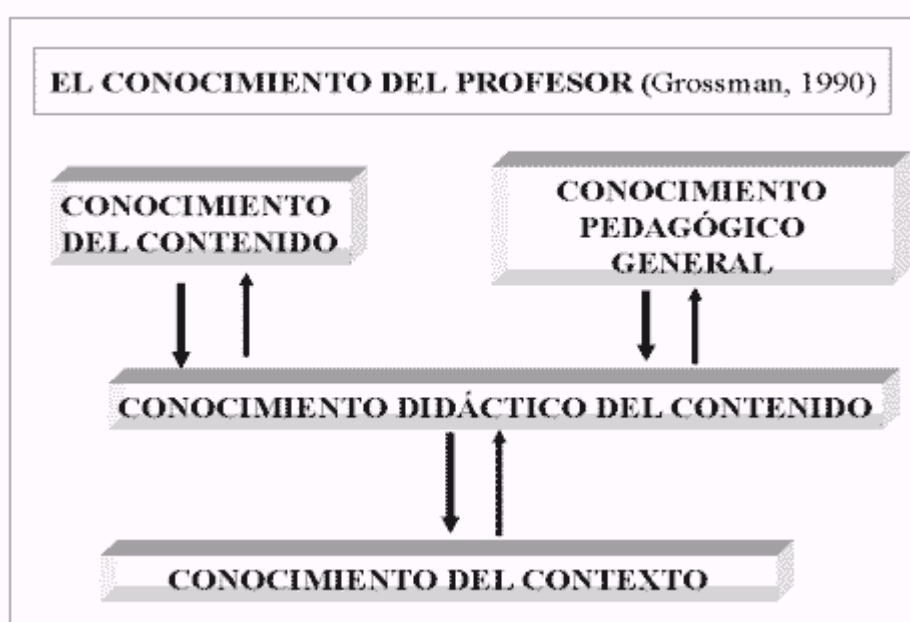 EL CONOCIMIENTO DEL PROFESOR (Grossman, 1990)
CONOCIMIENTO
DEL CONTENIDO
CONOCIMIENTO
PEDAGÓGICO
GENERAL
CONOCIMIENTO DIDÁCTICO DEL CONTENIDO
CONOCIMIENTO DEL CONTEXTO